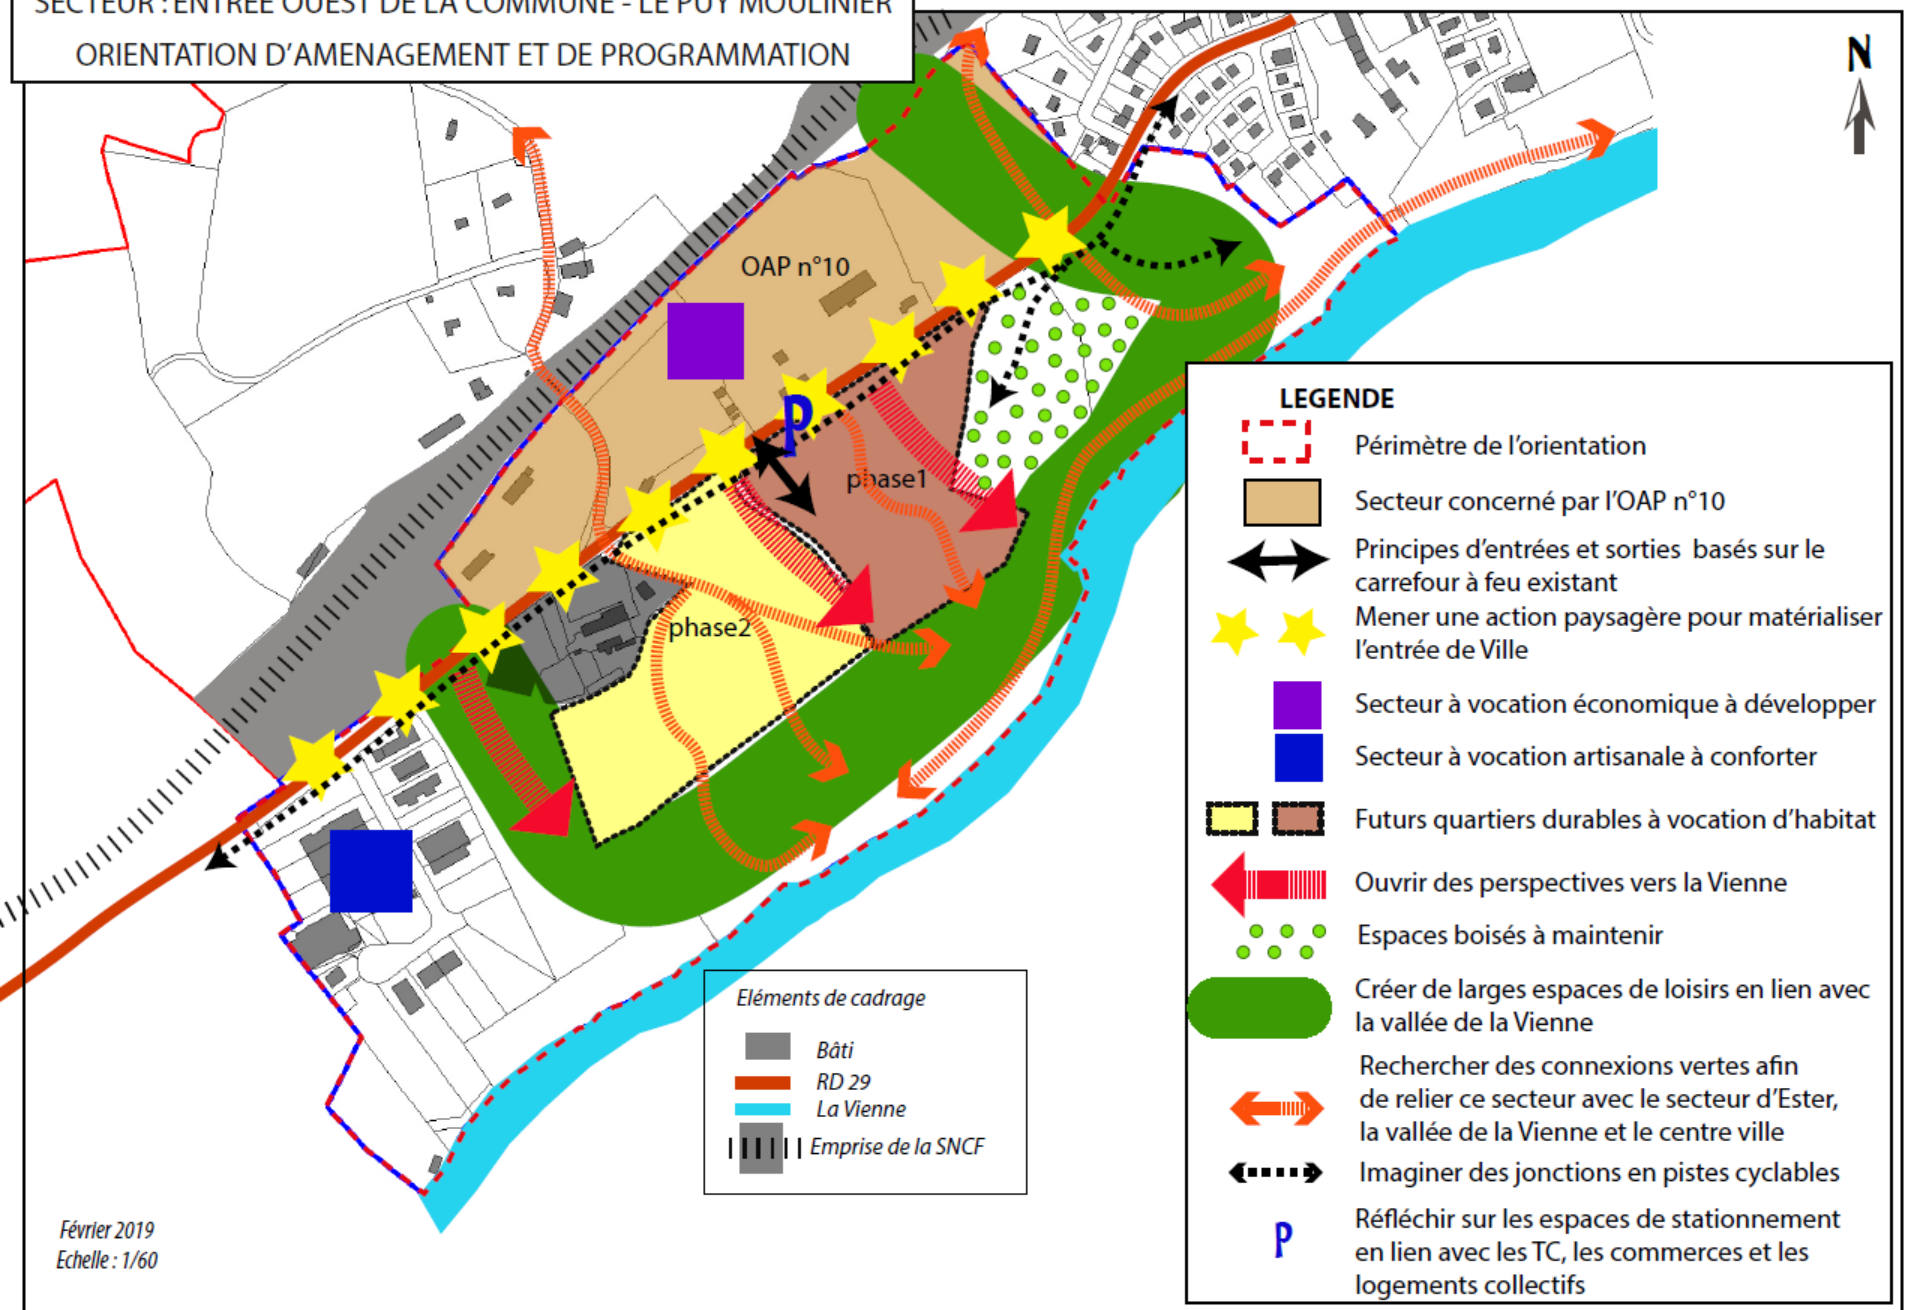 SECTEUR : ENTREE OUEST DE LA COMMUNE - LE PUY MOULINIER
ORIENTATION D'AMENAGEMENT ET DE PROGRAMMATION
N
OAP n°10
P
phase1
phase2
LEGENDE
Périmètre de l'orientation
Secteur concerné par l'OAP n°10
Principes d'entrées et sorties basés sur le
carrefour à feu existant
Mener une action paysagère pour matérialiser
l'entrée de Ville
Secteur à vocation économique à développer
Secteur à vocation artisanale à conforter
Futurs quartiers durables à vocation d'habitat
Ouvrir des perspectives vers la Vienne
Espaces boisés à maintenir
Créer de larges espaces de loisirs en lien avec
la vallée de la Vienne
Rechercher des connexions vertes afin
de relier ce secteur avec le secteur d'Ester,
la vallée de la Vienne et le centre ville
Imaginer des jonctions en pistes cyclables
P
Réfléchir sur les espaces de stationnement
en lien avec les TC, les commerces et les
logements collectifs
Eléments de cadrage
Bâti
RD 29
La Vienne
Emprise de la SNCF
Février 2019
Echelle : 1/60